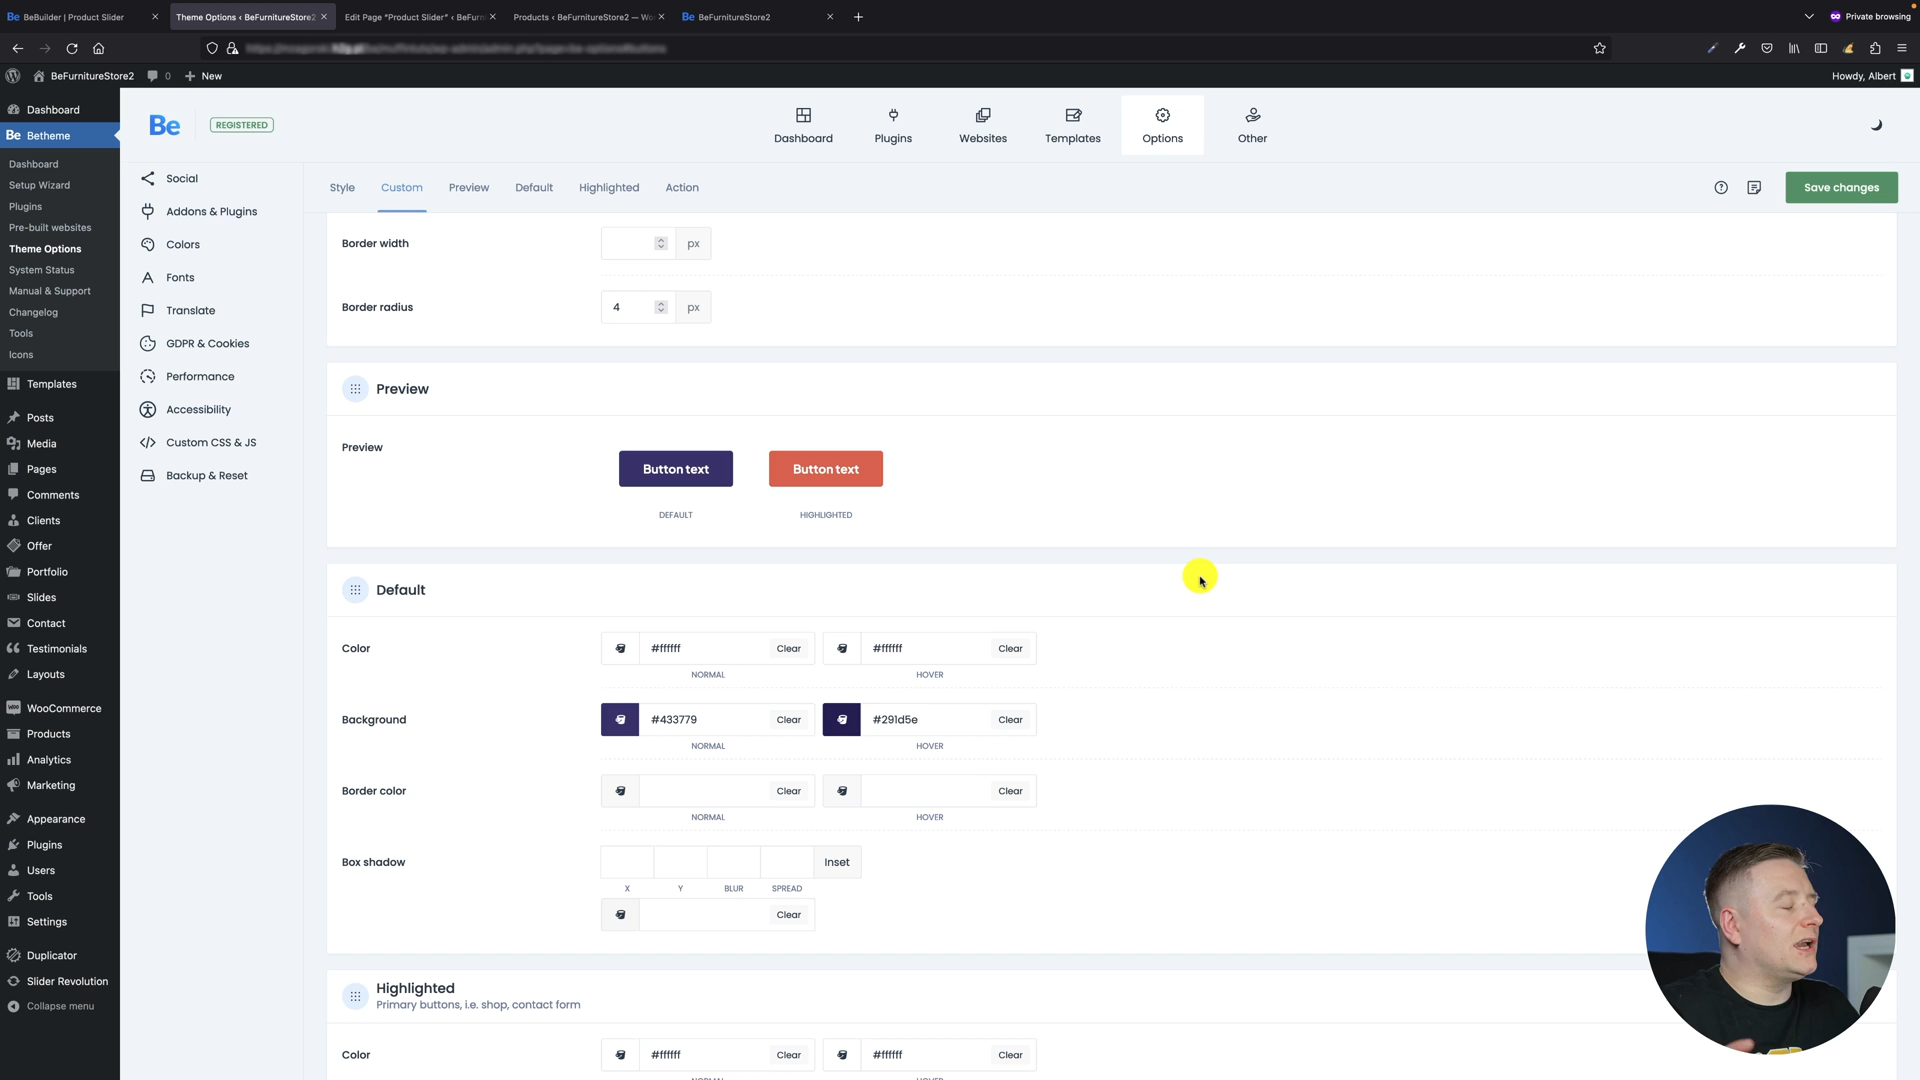 Be BeBuilder | Product Slider
Theme Options ‹ BeFurnitureStore2
Edit Page "Product Slider" ‹ BeFurni
Products ‹ BeFurnitureStore2 — Wo
Be BeFurnitureStore2
Private browsing
BeFurnitureStore2
0
New
Howdy, Albert
Dashboard
Be Betheme
Dashboard
Setup Wizard
Plugins
Pre-built websites
Theme Options
System Status
Manual & Support
Changelog
Tools
Icons
Templates
Posts
Media
Pages
Comments
Clients
Offer
Portfolio
Slides
Contact
Testimonials
Layouts
WooCommerce
Products
Analytics
Marketing
Appearance
Plugins
Users
Tools
Settings
Duplicator
Slider Revolution
Collapse menu
Be
REGISTERED
Dashboard
Plugins
Websites
Templates
Options
Other
Social
Addons & Plugins
Colors
Fonts
Translate
GDPR & Cookies
Performance
Accessibility
Custom CSS & JS
Backup & Reset
Style
Custom
Preview
Default
Highlighted
Action
Save changes
Border width
px
Border radius
4
px
Preview
Preview
Button text
Button text
DEFAULT
HIGHLIGHTED
Default
Color
#ffffff
Clear
#ffffff
Clear
NORMAL
HOVER
Background
#433779
Clear
#291d5e
Clear
NORMAL
HOVER
Border color
Clear
Clear
NORMAL
HOVER
Box shadow
Inset
X
Y
BLUR
SPREAD
Clear
Highlighted
Primary buttons, i.e. shop, contact form
Color
#ffffff
Clear
#ffffff
Clear